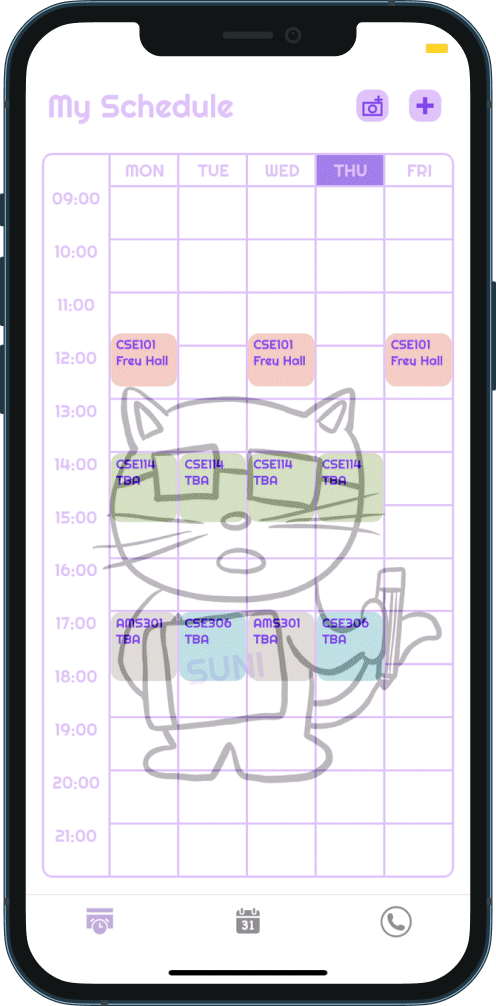 My Schedule
MON TUE WED THU FRI
09:00
10:00
11:00
CSE101 CSE101 CSE101
Frey Hall Frey Hall Frey Hall
12:00
13:00
14:00
CSE114 CSE114 CSE114 CSE114
TBA TBA TBA TBA
15:00
16:00
17:00
AMS301 CSE306 AMS301 CSE306
TBA TBA TBA TBA
SUNI
18:00
19:00
20:00
21:00
31